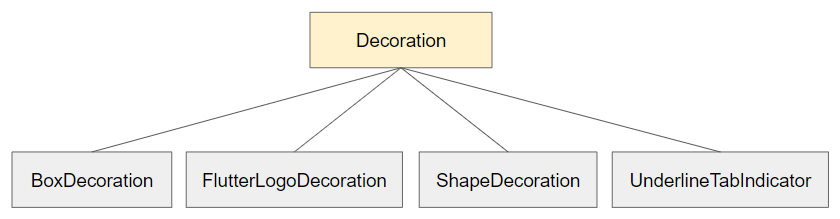 Decoration
BoxDecoration
FlutterLogoDecoration
ShapeDecoration
UnderlineTabIndicator